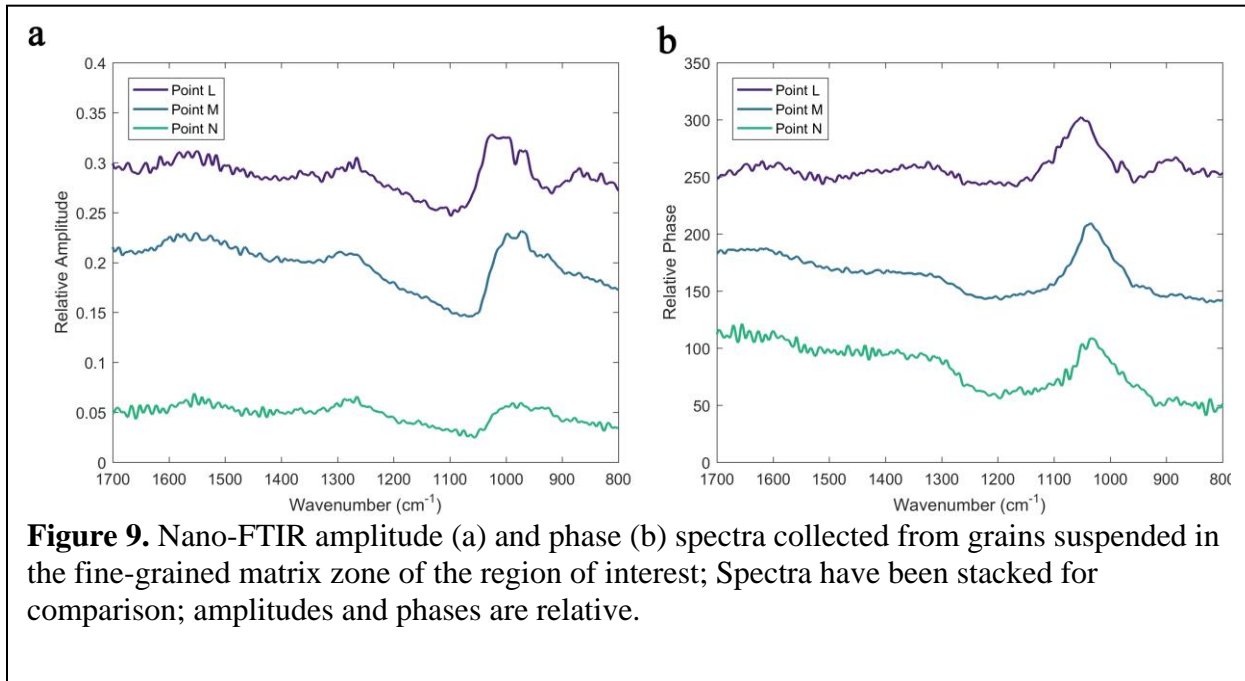 a
0.4
0.35
0.3
0.25
0.2
0.15
0.1
0.05
0
Relative Amplitude
Point L
Point M
Point N
1700 1600 1500 1400 1300 1200 1100 1000 900 800
Wavenumber (cm-1)
b
350
300
250
200
150
100
50
0
Relative Phase
Point L
Point M
Point N
1700 1600 1500 1400 1300 1200 1100 1000 900 800
Wavenumber (cm-1)
Figure 9. Nano-FTIR amplitude (a) and phase (b) spectra collected from grains suspended in
the fine-grained matrix zone of the region of interest; Spectra have been stacked for
comparison; amplitudes and phases are relative.